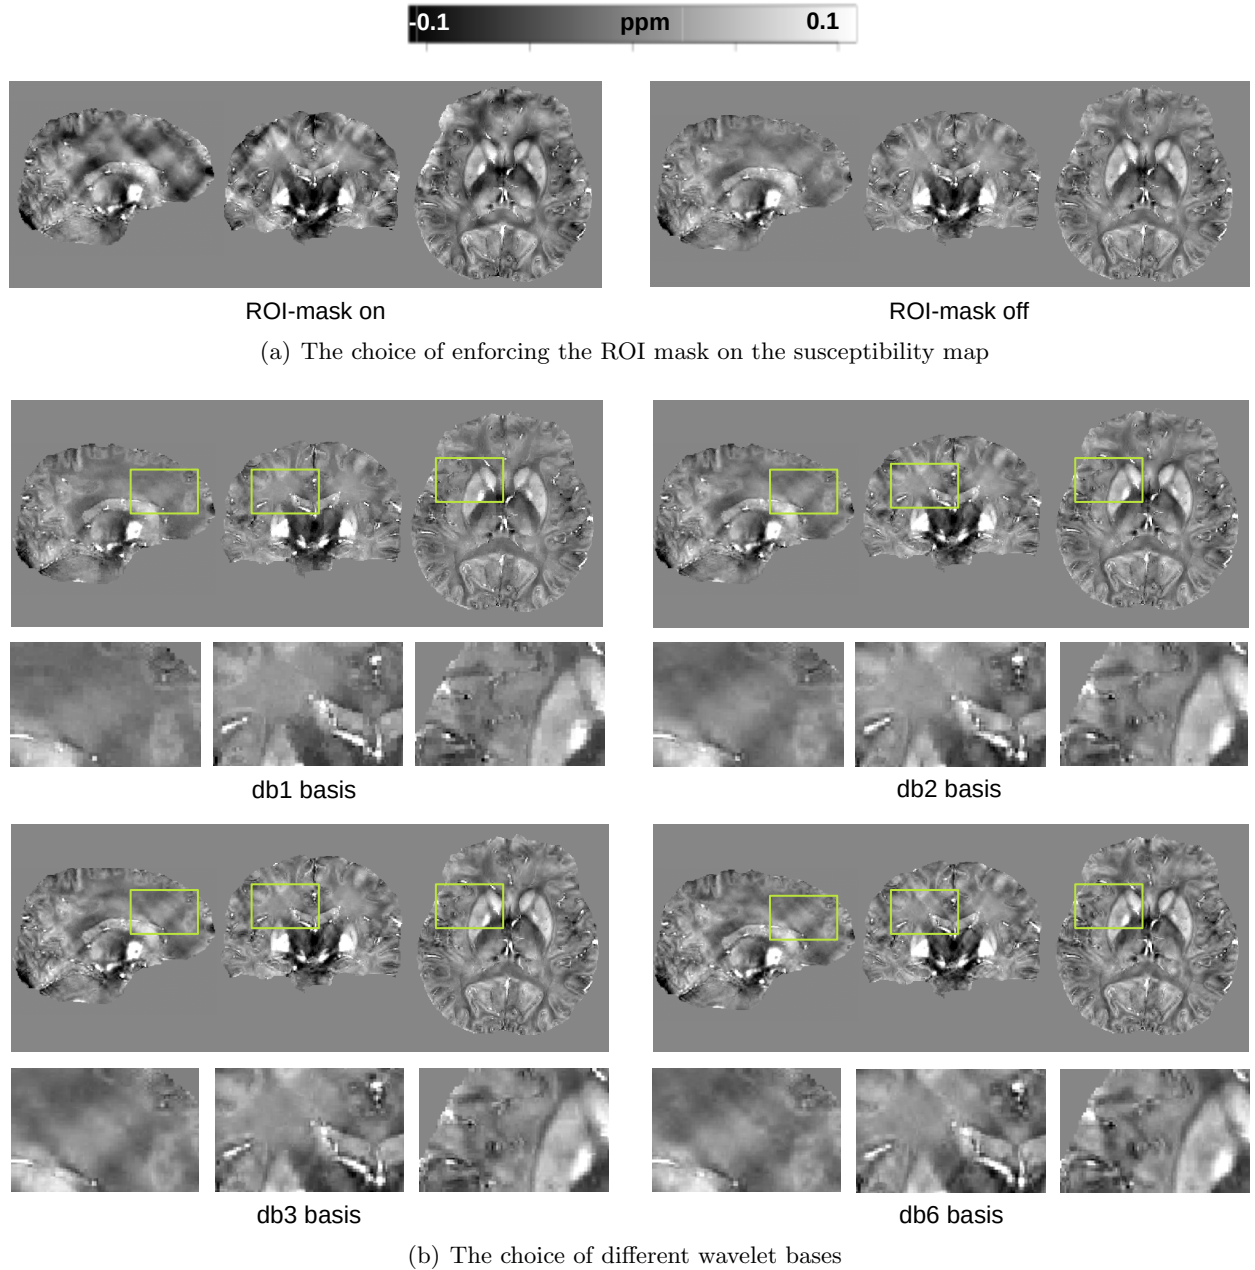 -0.1 ppm 0.1
ROI-mask on ROI-mask off
(a) The choice of enforcing the ROI mask on the susceptibility map
db1 basis db2 basis
db3 basis db6 basis
(b) The choice of different wavelet bases